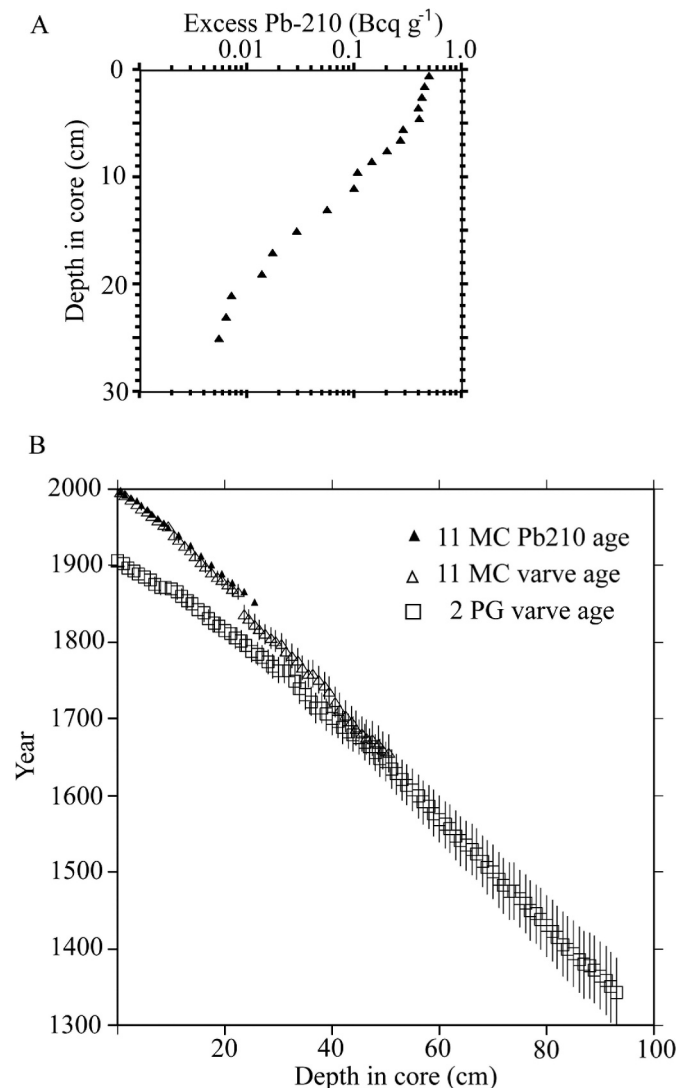 A
Excess Pb-210 (Bcq g⁻¹)
0.01 0.1 1.0
0
10
20
30
Depth in core (cm)
B
2000
1900
1800
1700
1600
1500
1400
1300
Year
11 MC Pb210 age
11 MC varve age
2 PG varve age
0 20 40 60 80 100
Depth in core (cm)